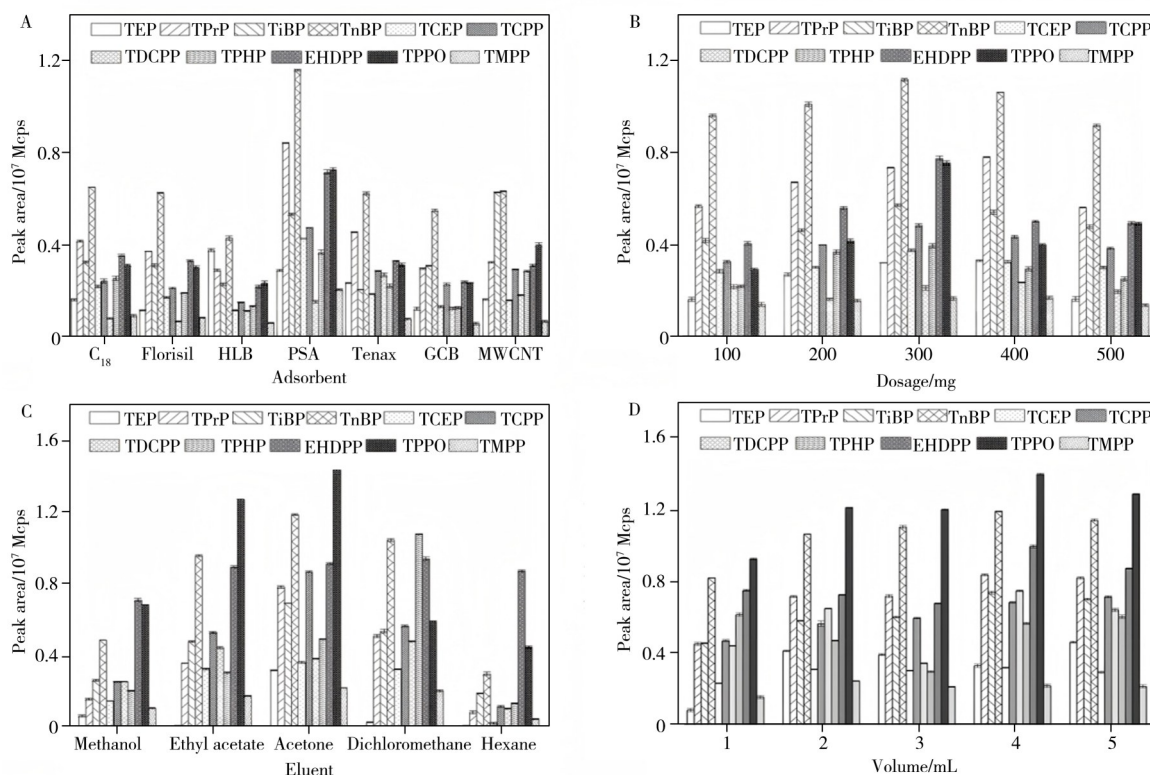 A
TEP TPrP TiBP TnBP TCEP TCPP
TDCPP TPHP EHDPP TPPO TMPP
Peak area/10⁷ Mcps
1.2
0.8
0.4
0
C₁₈ Florisil HLB PSA Tenax GCB MWCNT
Adsorbent
B
TEP TPrP TiBP TnBP TCEP TCPP
TDCPP TPHP EHDPP TPPO TMPP
Peak area/10⁷ Mcps
1.2
0.8
0.4
0
100 200 300 400 500
Dosage/mg
C
TEP TPrP TiBP TnBP TCEP TCPP
TDCPP TPHP EHDPP TPPO TMPP
Peak area/10⁷ Mcps
1.6
1.2
0.8
0.4
0
Methanol Ethyl acetate Acetone Dichloromethane Hexane
Eluent
D
TEP TPrP TiBP TnBP TCEP TCPP
TDCPP TPHP EHDPP TPPO TMPP
Peak area/10⁷ Mcps
1.6
1.2
0.8
0.4
0
1 2 3 4 5
Volume/mL